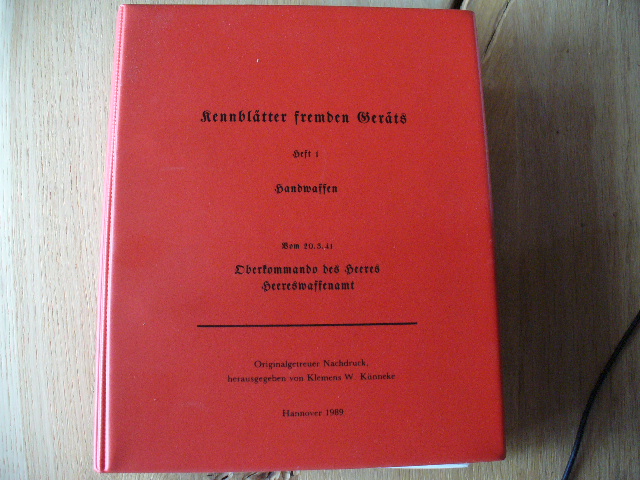 Kennblätter fremden Geräts
Heft 1
Handwaffen
Vom 20.3.41
Oberkommando des Heeres
Heereswaffenamt
Originalgetreuer Nachdruck,
herausgegeben von Klemens W. Künneke
Hannover 1989